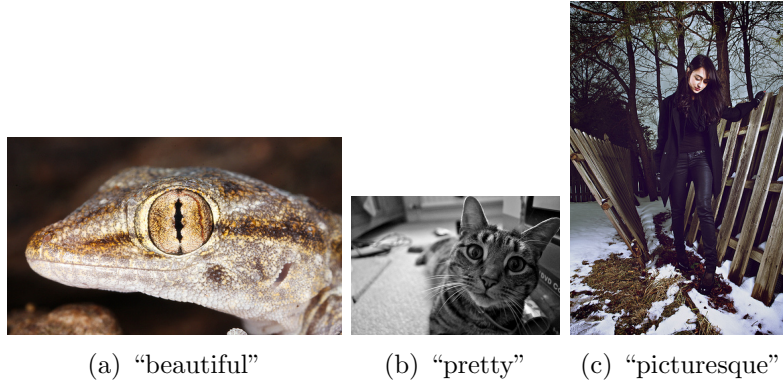 (a) “beautiful”
(b) “pretty”
(c) “picturesque”